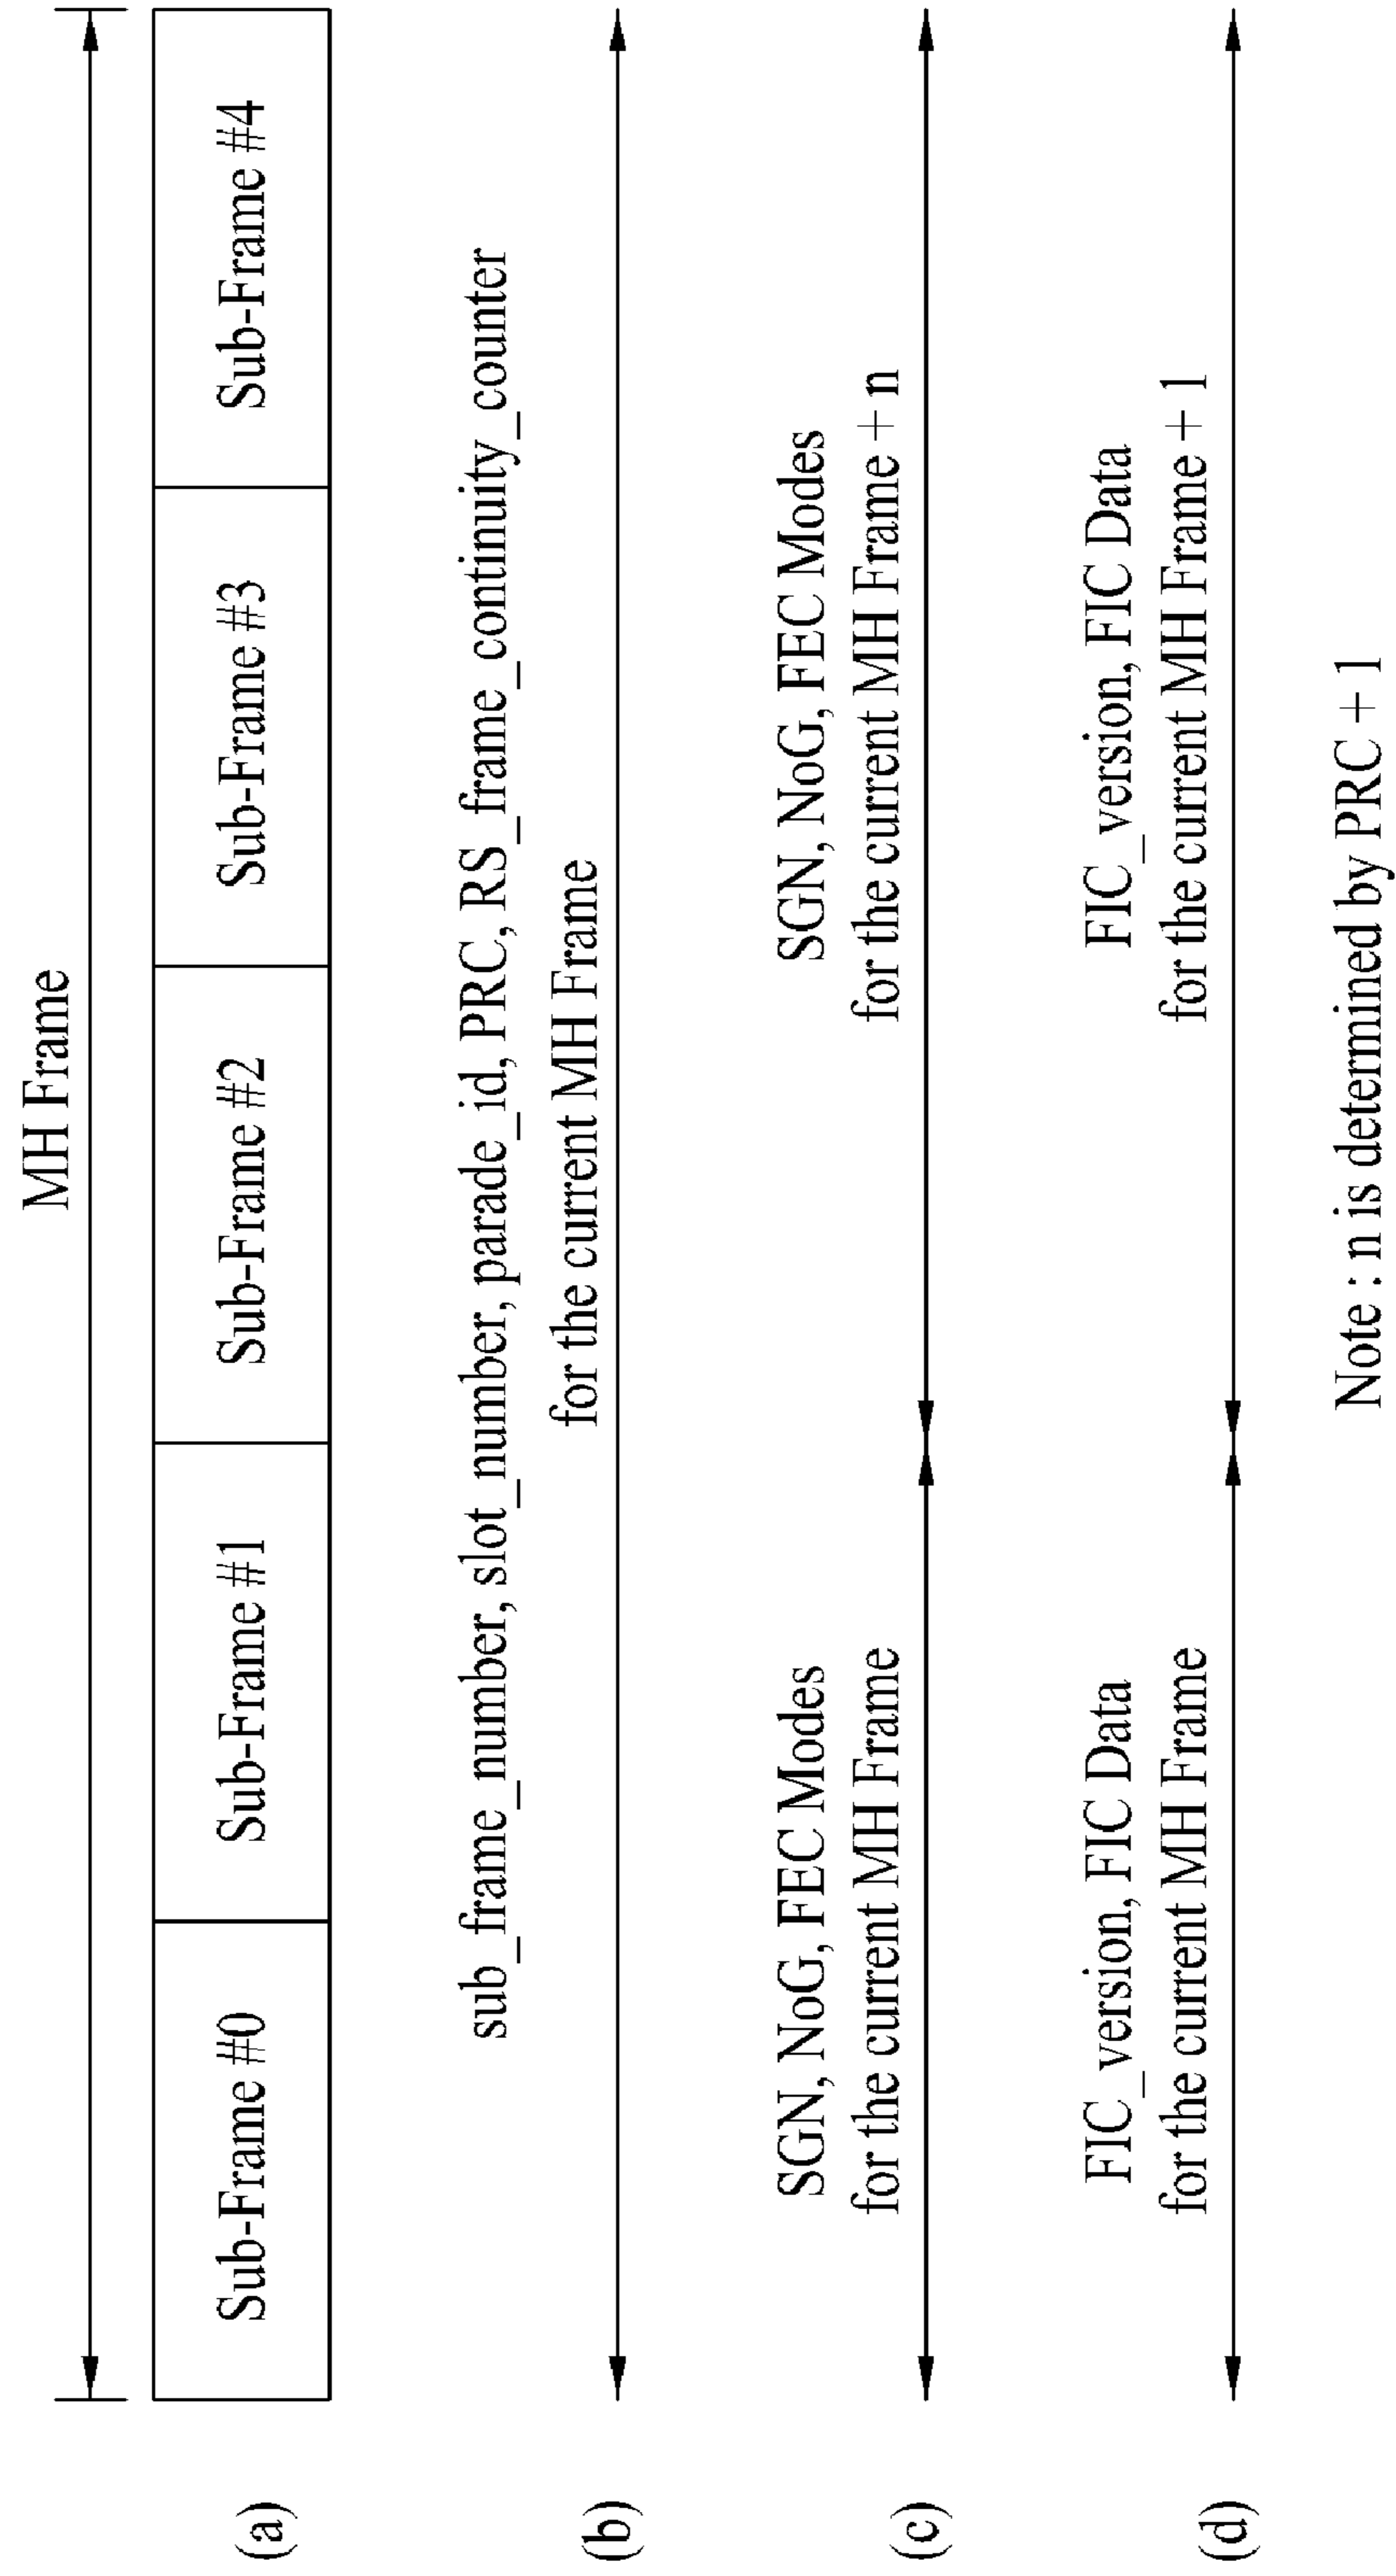 MH Frame
(a)
Sub-Frame #0
Sub-Frame #1
Sub-Frame #2
Sub-Frame #3
Sub-Frame #4
(b)
sub_frame_number, slot_number, parade_id, PRC, RS_frame_continuity_counter
for the current MH Frame
(c)
SGN, NoG, FEC Modes
for the current MH Frame
SGN, NoG, FEC Modes
for the current MH Frame + n
(d)
FIC_version, FIC Data
for the current MH Frame
FIC_version, FIC Data
for the current MH Frame + 1
Note : n is determined by PRC + 1